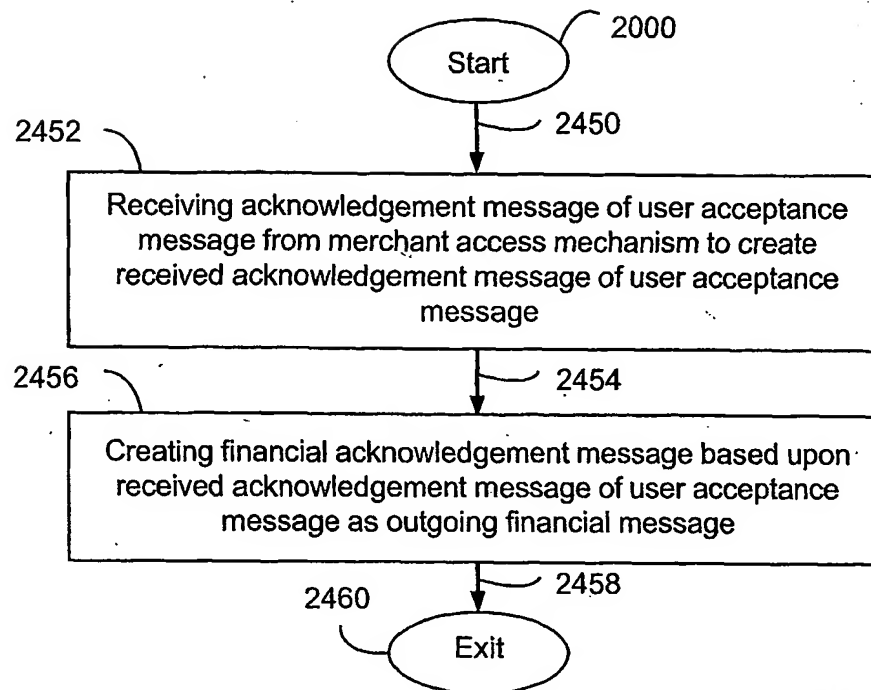 2000
Start
2450
2452
Receiving acknowledgement message of user acceptance
message from merchant access mechanism to create
received acknowledgement message of user acceptance
message
2454
2456
Creating financial acknowledgement message based upon
received acknowledgement message of user acceptance
message as outgoing financial message
2458
2460
Exit